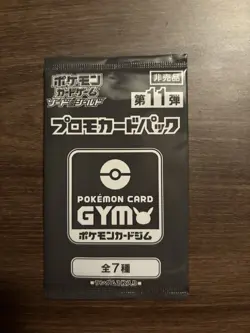 ポケモン
カードゲーム
ソード&シールド
非売品
第11弾
プロモカードパック
POKÉMON CARD
GYM
ポケモンカードジム
全7種